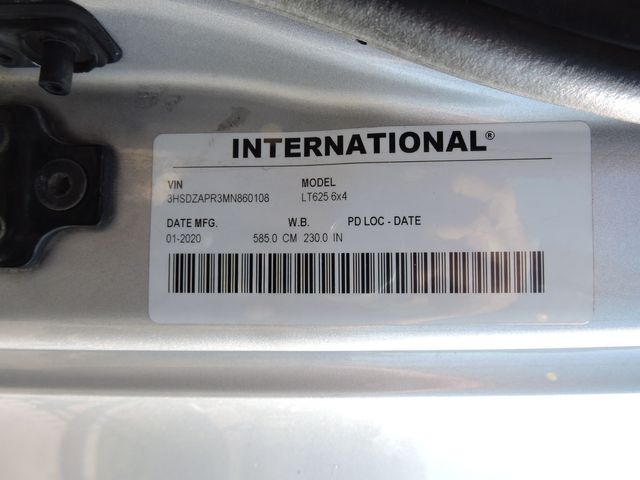 INTERNATIONAL®
VIN MODEL
3HSDZAPR3MN860108 LT625 6x4
DATE MFG. W.B. PD LOC - DATE
01-2020 585.0 CM 230.0 IN